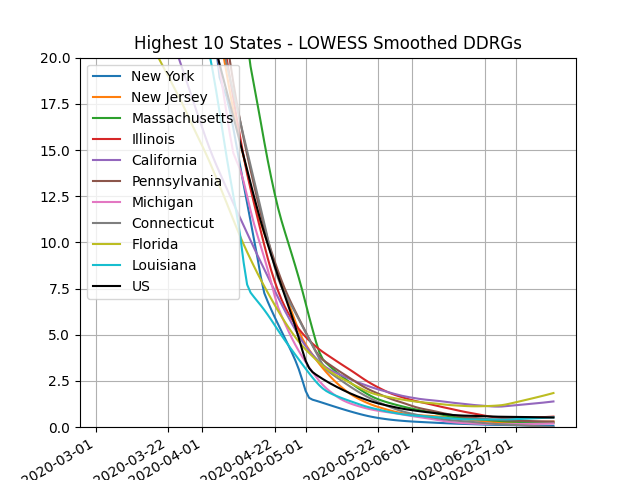 Highest 10 States - LOWESS Smoothed DDRGs
20.0
17.5
15.0
12.5
10.0
7.5
5.0
2.5
0.0
New York
New Jersey
Massachusetts
Illinois
California
Pennsylvania
Michigan
Connecticut
Florida
Louisiana
US
2020-03-01
2020-03-22
2020-04-01
2020-04-22
2020-05-01
2020-05-22
2020-06-01
2020-06-22
2020-07-01